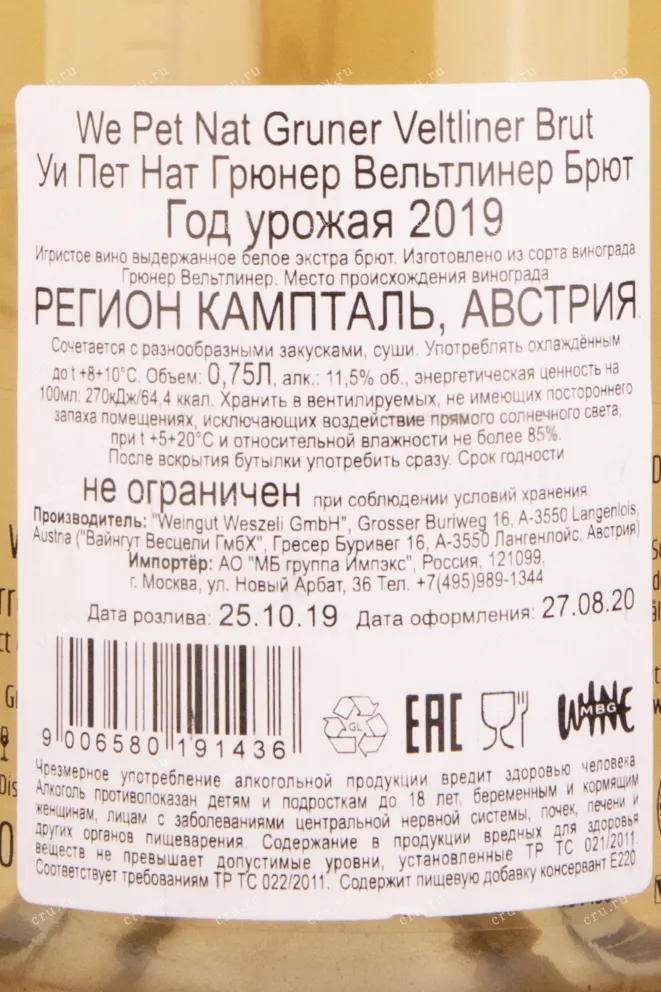 We Pet Nat Gruner Veltliner Brut
Уи Пет Нат Грюнер Вельтлинер Брют
Год урожая 2019
Игристое вино выдержанное белое экстра брют. Изготовлено из сорта винограда
Грюнер Вельтлинер. Место происхождения винограда
РЕГИОН КАМПТАЛЬ, АВСТРИЯ.
Сочетается с разнообразными закусками, суши. Употреблять охлаждённым
до t +8+10°C. Объем: 0,75Л, алк.: 11,5% об., энергетическая ценность на
100мл: 270кДж/64,4 ккал. Хранить в вентилируемых, не имеющих постороннего
запаха помещениях, исключающих воздействие прямого солнечного света,
при t +5+20°C и относительной влажности не более 85%.
После вскрытия бутылки употребить сразу. Срок годности
не ограничен при соблюдении условий хранения.
Производитель: "Weingut Weszeli GmbH", Grosser Buriweg 16, A-3550 Langenlois,
Austria ("Вайнгут Весцели ГмбХ", Гресер Буривег 16, А-3550 Лангенлойс, Австрия)
Импортёр: АО "МБ группа Импэкс", Россия, 121099,
г. Москва, ул. Новый Арбат, 36 Тел. +7(495)989-1344
Дата розлива: 25.10.19 Дата оформления: 27.08.20
9 006580 191436
GL
EAC
WINE
MBG
Чрезмерное употребление алкогольной продукции вредит здоровью человека.
Алкоголь противопоказан детям и подросткам до 18 лет, беременным и кормящим
женщинам, лицам с заболеваниями центральной нервной системы, почек, печени и
других органов пищеварения. Содержание в продукции вредных для здоровья
веществ не превышает допустимые уровни, установленные ТР ТС 021/2011.
Соответствует требованиям ТР ТС 022/2011. Содержит пищевую добавку консервант Е220
cru.ru